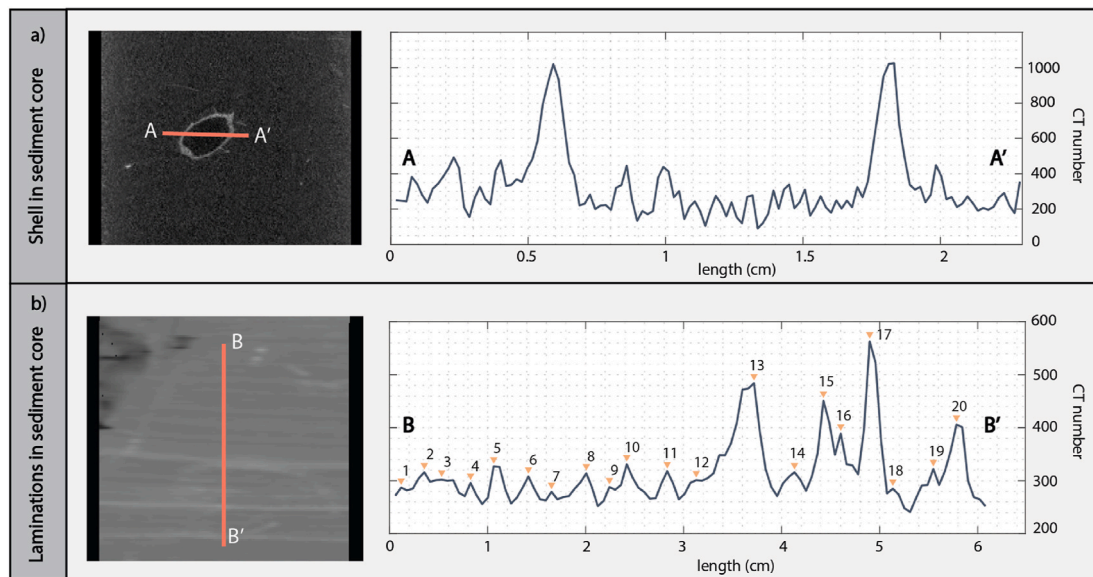 a)
Shell in sediment core
A A'
A A'
1000
800
600
400
200
0
CT number
0 0.5 1 1.5 2
length (cm)
b)
Laminations in sediment core
B
B'
B B'
1 2 3 4 5 6 7 8 9 10 11 12 13 14 15 16 17 18 19 20
600
500
400
300
200
CT number
0 1 2 3 4 5 6
length (cm)